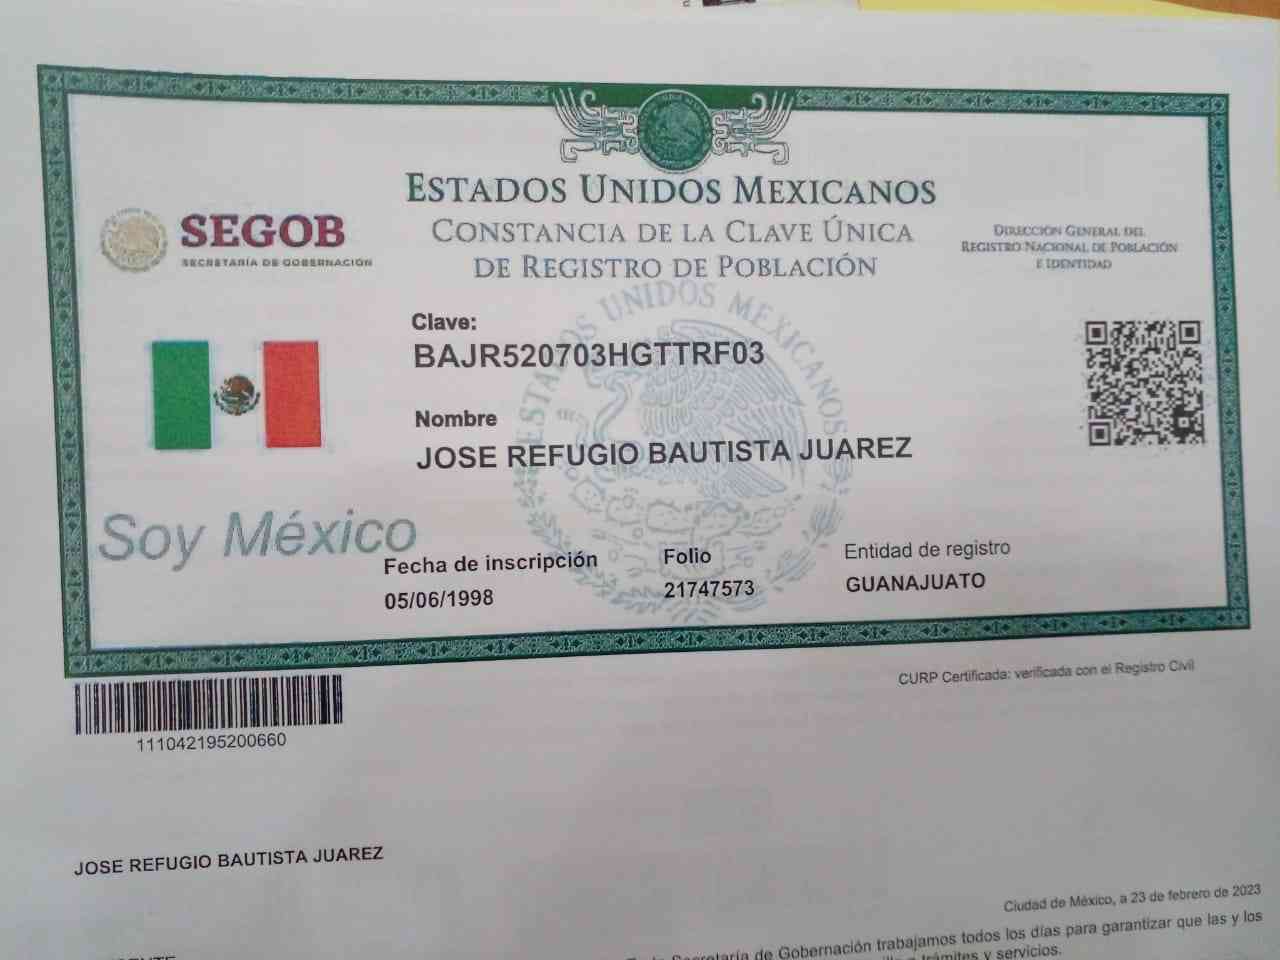 ESTADOS UNIDOS MEXICANOS
CONSTANCIA DE LA CLAVE ÚNICA
DE REGISTRO DE POBLACIÓN
SEGOB
SECRETARÍA DE GOBERNACIÓN
DIRECCIÓN GENERAL DEL
REGISTRO NACIONAL DE POBLACIÓN
E IDENTIDAD
ESTADOS UNIDOS MEXICANOS
Clave:
BAJR520703HGTTRF03
Nombre
JOSE REFUGIO BAUTISTA JUAREZ
Soy México
Fecha de inscripción
05/06/1998
Folio
21747573
Entidad de registro
GUANAJUATO
CURP Certificada: verificada con el Registro Civil
111042195200660
JOSE REFUGIO BAUTISTA JUAREZ
Ciudad de México, a 23 de febrero de 2023
Secretaría de Gobernación trabajamos todos los días para garantizar que las y los
trámites y servicios.